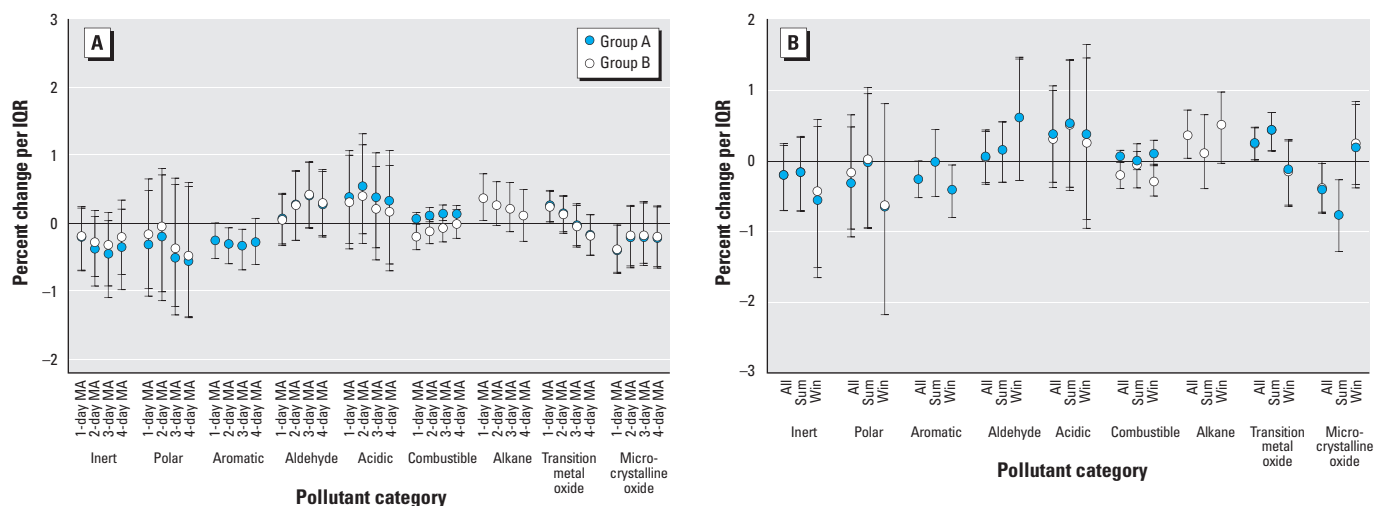 A
Group A
Group B
Percent change per IQR
3
2
1
0
–1
–2
1-day MA
2-day MA
3-day MA
4-day MA
1-day MA
2-day MA
3-day MA
4-day MA
1-day MA
2-day MA
3-day MA
4-day MA
1-day MA
2-day MA
3-day MA
4-day MA
1-day MA
2-day MA
3-day MA
4-day MA
1-day MA
2-day MA
3-day MA
4-day MA
1-day MA
2-day MA
3-day MA
4-day MA
1-day MA
2-day MA
3-day MA
4-day MA
1-day MA
2-day MA
3-day MA
4-day MA
Inert
Polar
Aromatic
Aldehyde
Acidic
Combustible
Alkane
Transition
metal
oxide
Micro-
crystalline
oxide
Pollutant category
B
Percent change per IQR
2
1
0
–1
–2
–3
All
Sum
Win
All
Sum
Win
All
Sum
Win
All
Sum
Win
All
Sum
Win
All
Sum
Win
All
Sum
Win
All
Sum
Win
All
Sum
Win
Inert
Polar
Aromatic
Aldehyde
Acidic
Combustible
Alkane
Transition
metal
oxide
Micro-
crystalline
oxide
Pollutant category